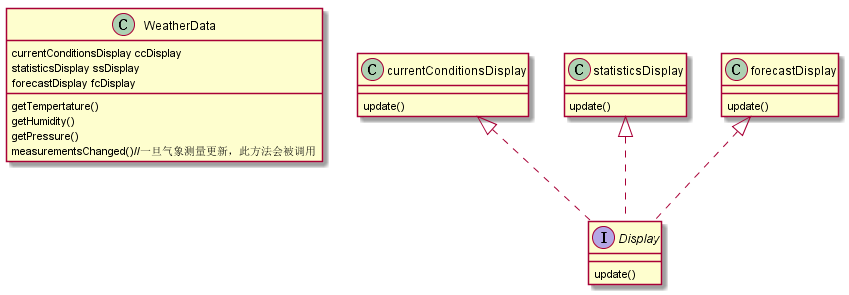 C WeatherData
currentConditionsDisplay ccDisplay
statisticsDisplay ssDisplay
forecastDisplay fcDisplay
getTempertature()
getHumidity()
getPressure()
measurementsChanged()//一旦气象测量更新，此方法会被调用
C currentConditionsDisplay
update()
C statisticsDisplay
update()
C forecastDisplay
update()
I Display
update()